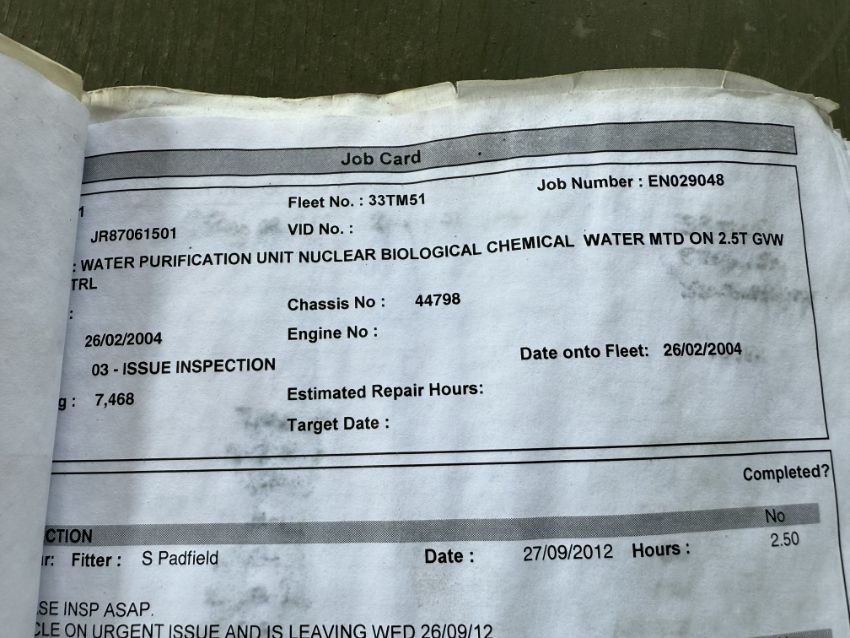 Job Card
1 Fleet No. : 33TM51 Job Number : EN029048
JR87061501 VID No. :
: WATER PURIFICATION UNIT NUCLEAR BIOLOGICAL CHEMICAL WATER MTD ON 2.5T GVW
TRL
: Chassis No : 44798
26/02/2004 Engine No :
03 - ISSUE INSPECTION Date onto Fleet: 26/02/2004
g : 7,468 Estimated Repair Hours:
Target Date :
Completed?
CTION No
r: Fitter : S Padfield Date : 27/09/2012 Hours : 2.50
SE INSP ASAP.
CLE ON URGENT ISSUE AND IS LEAVING WED 26/09/12